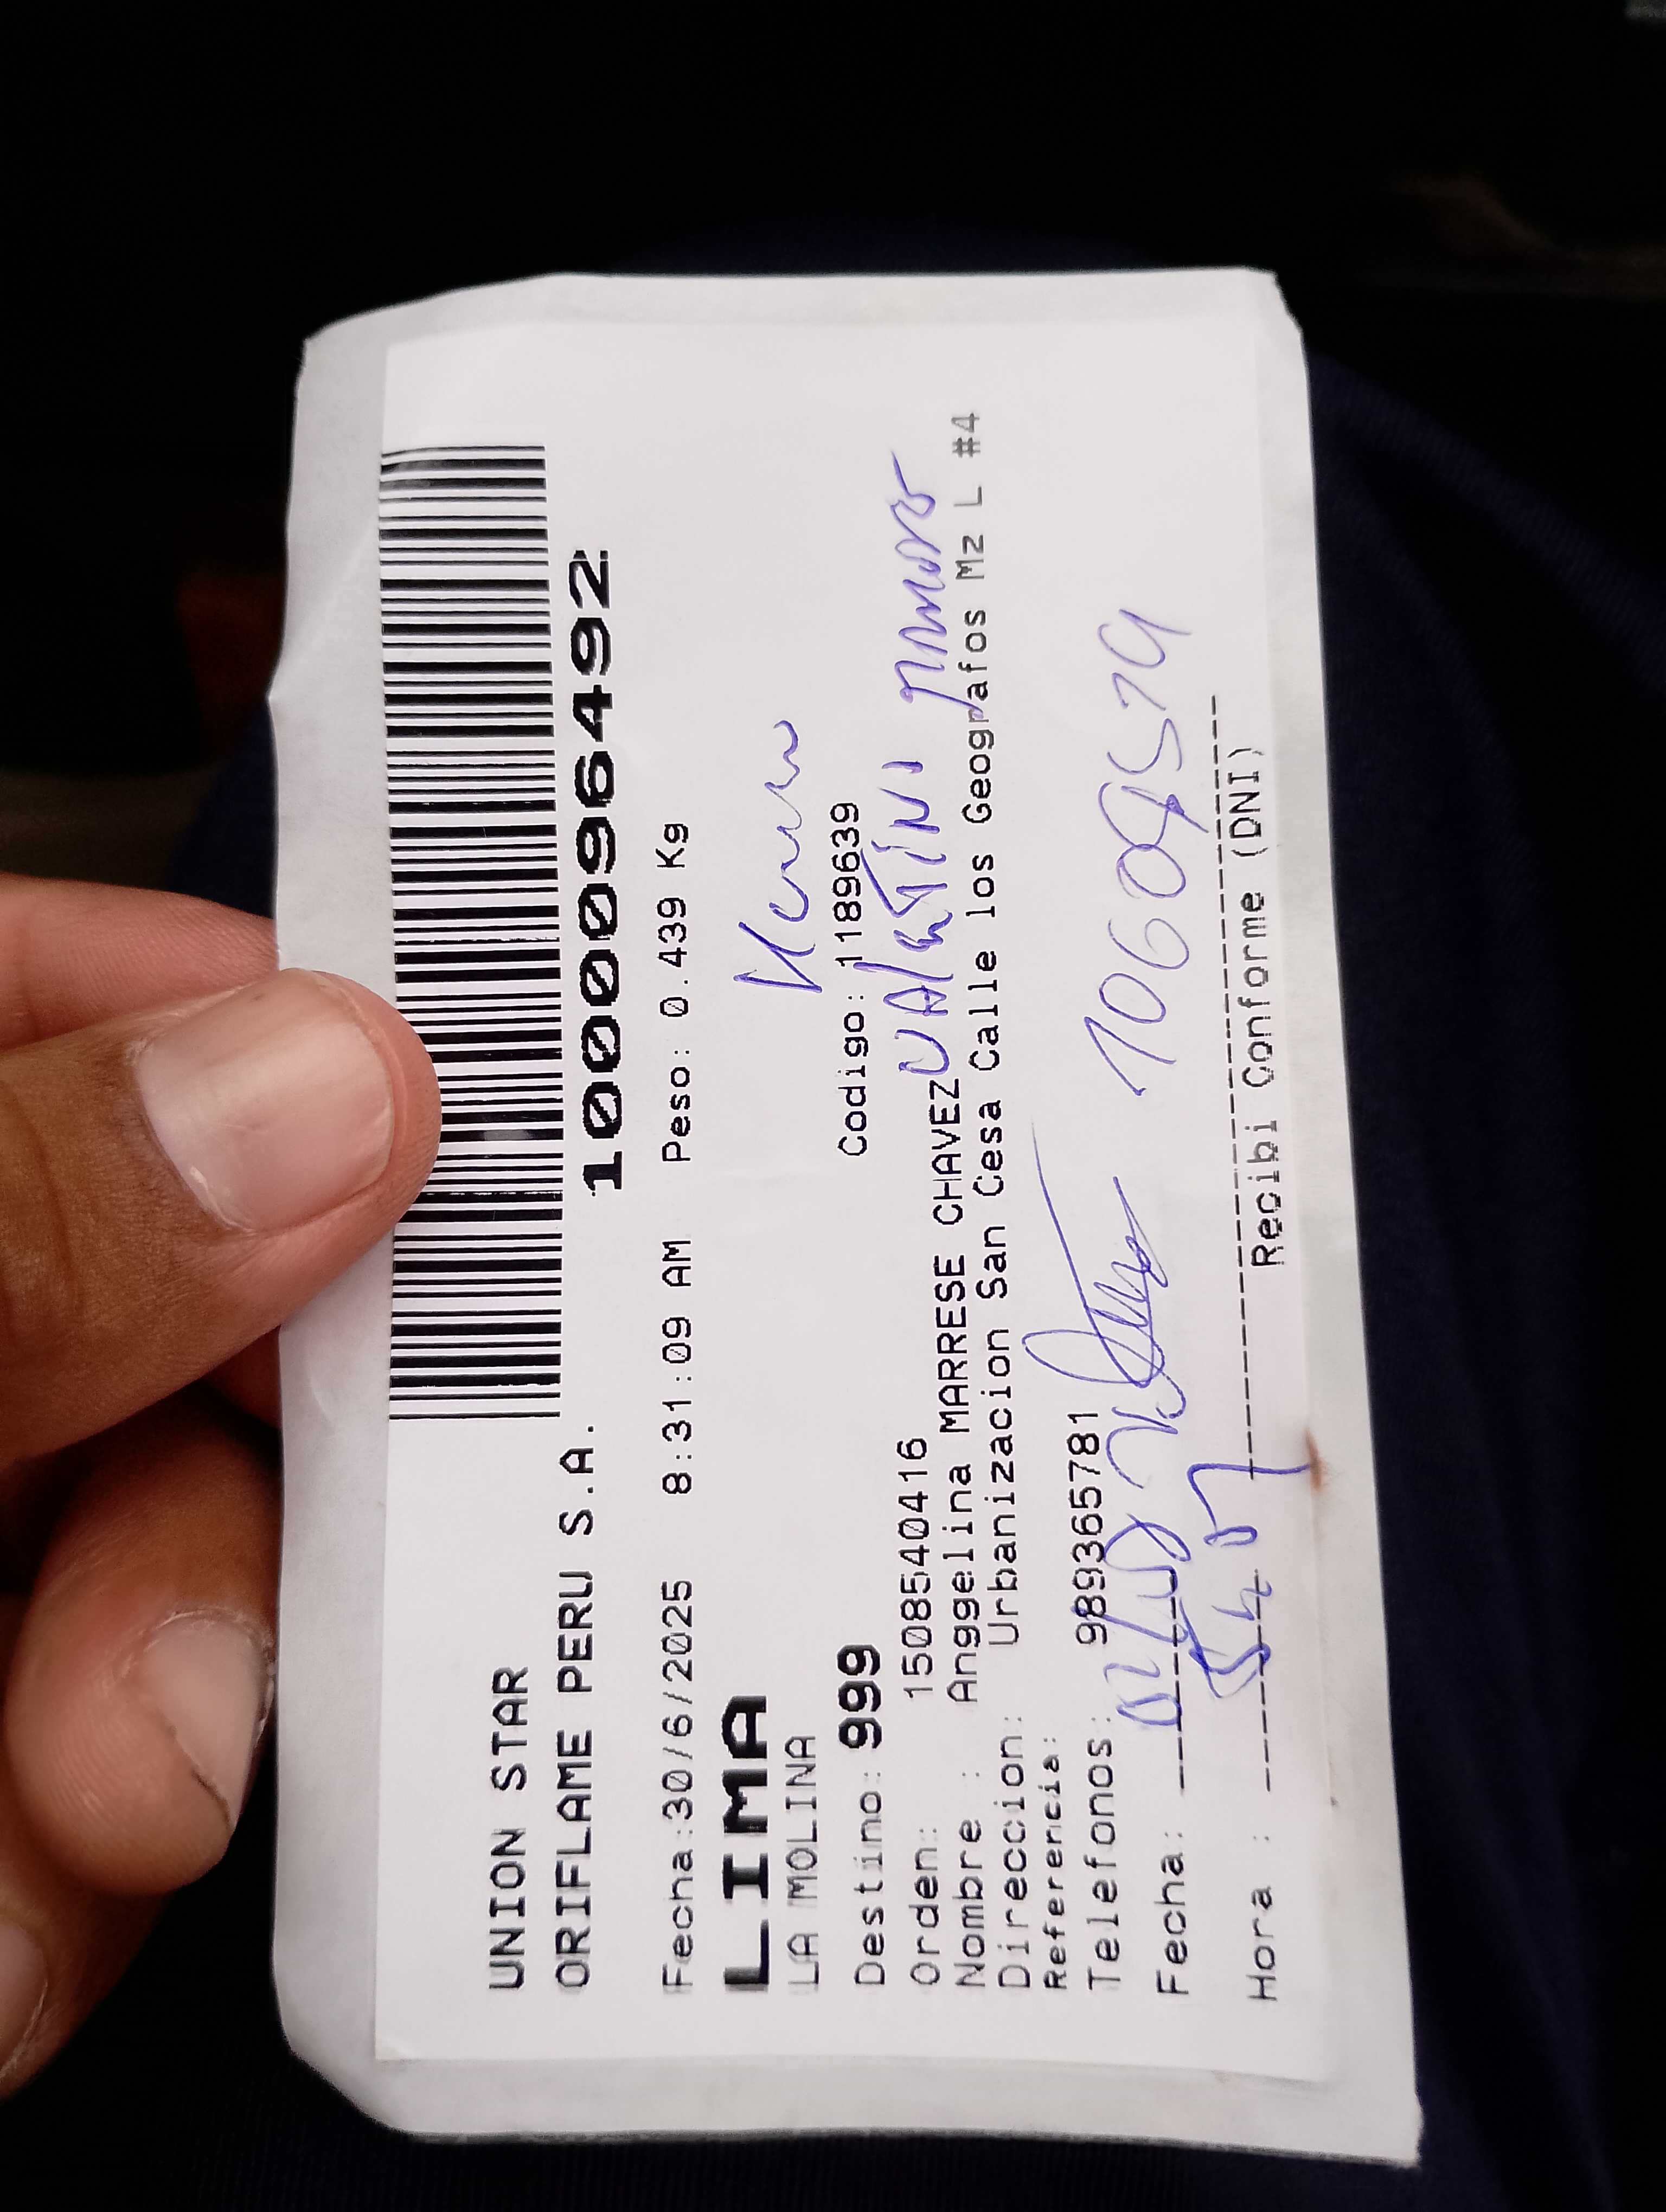 UNION STAR
ORIFLAME PERU S.A.
1000096492
Fecha:30/6/2025 8:31:09 AM Peso: 0.439 Kg
LIMA
LA MOLINA
Destino: 999 Codigo: 1189639
Orden: 1508540416
Nombre : Anggelina MARRESE CHAVEZ
Direccion: Urbanizacion San Cesa Calle los Geografos Mz L #4
Referencia:
Telefonos: 989365781
Fecha:
Hora :
Recibi Conforme (DNI)